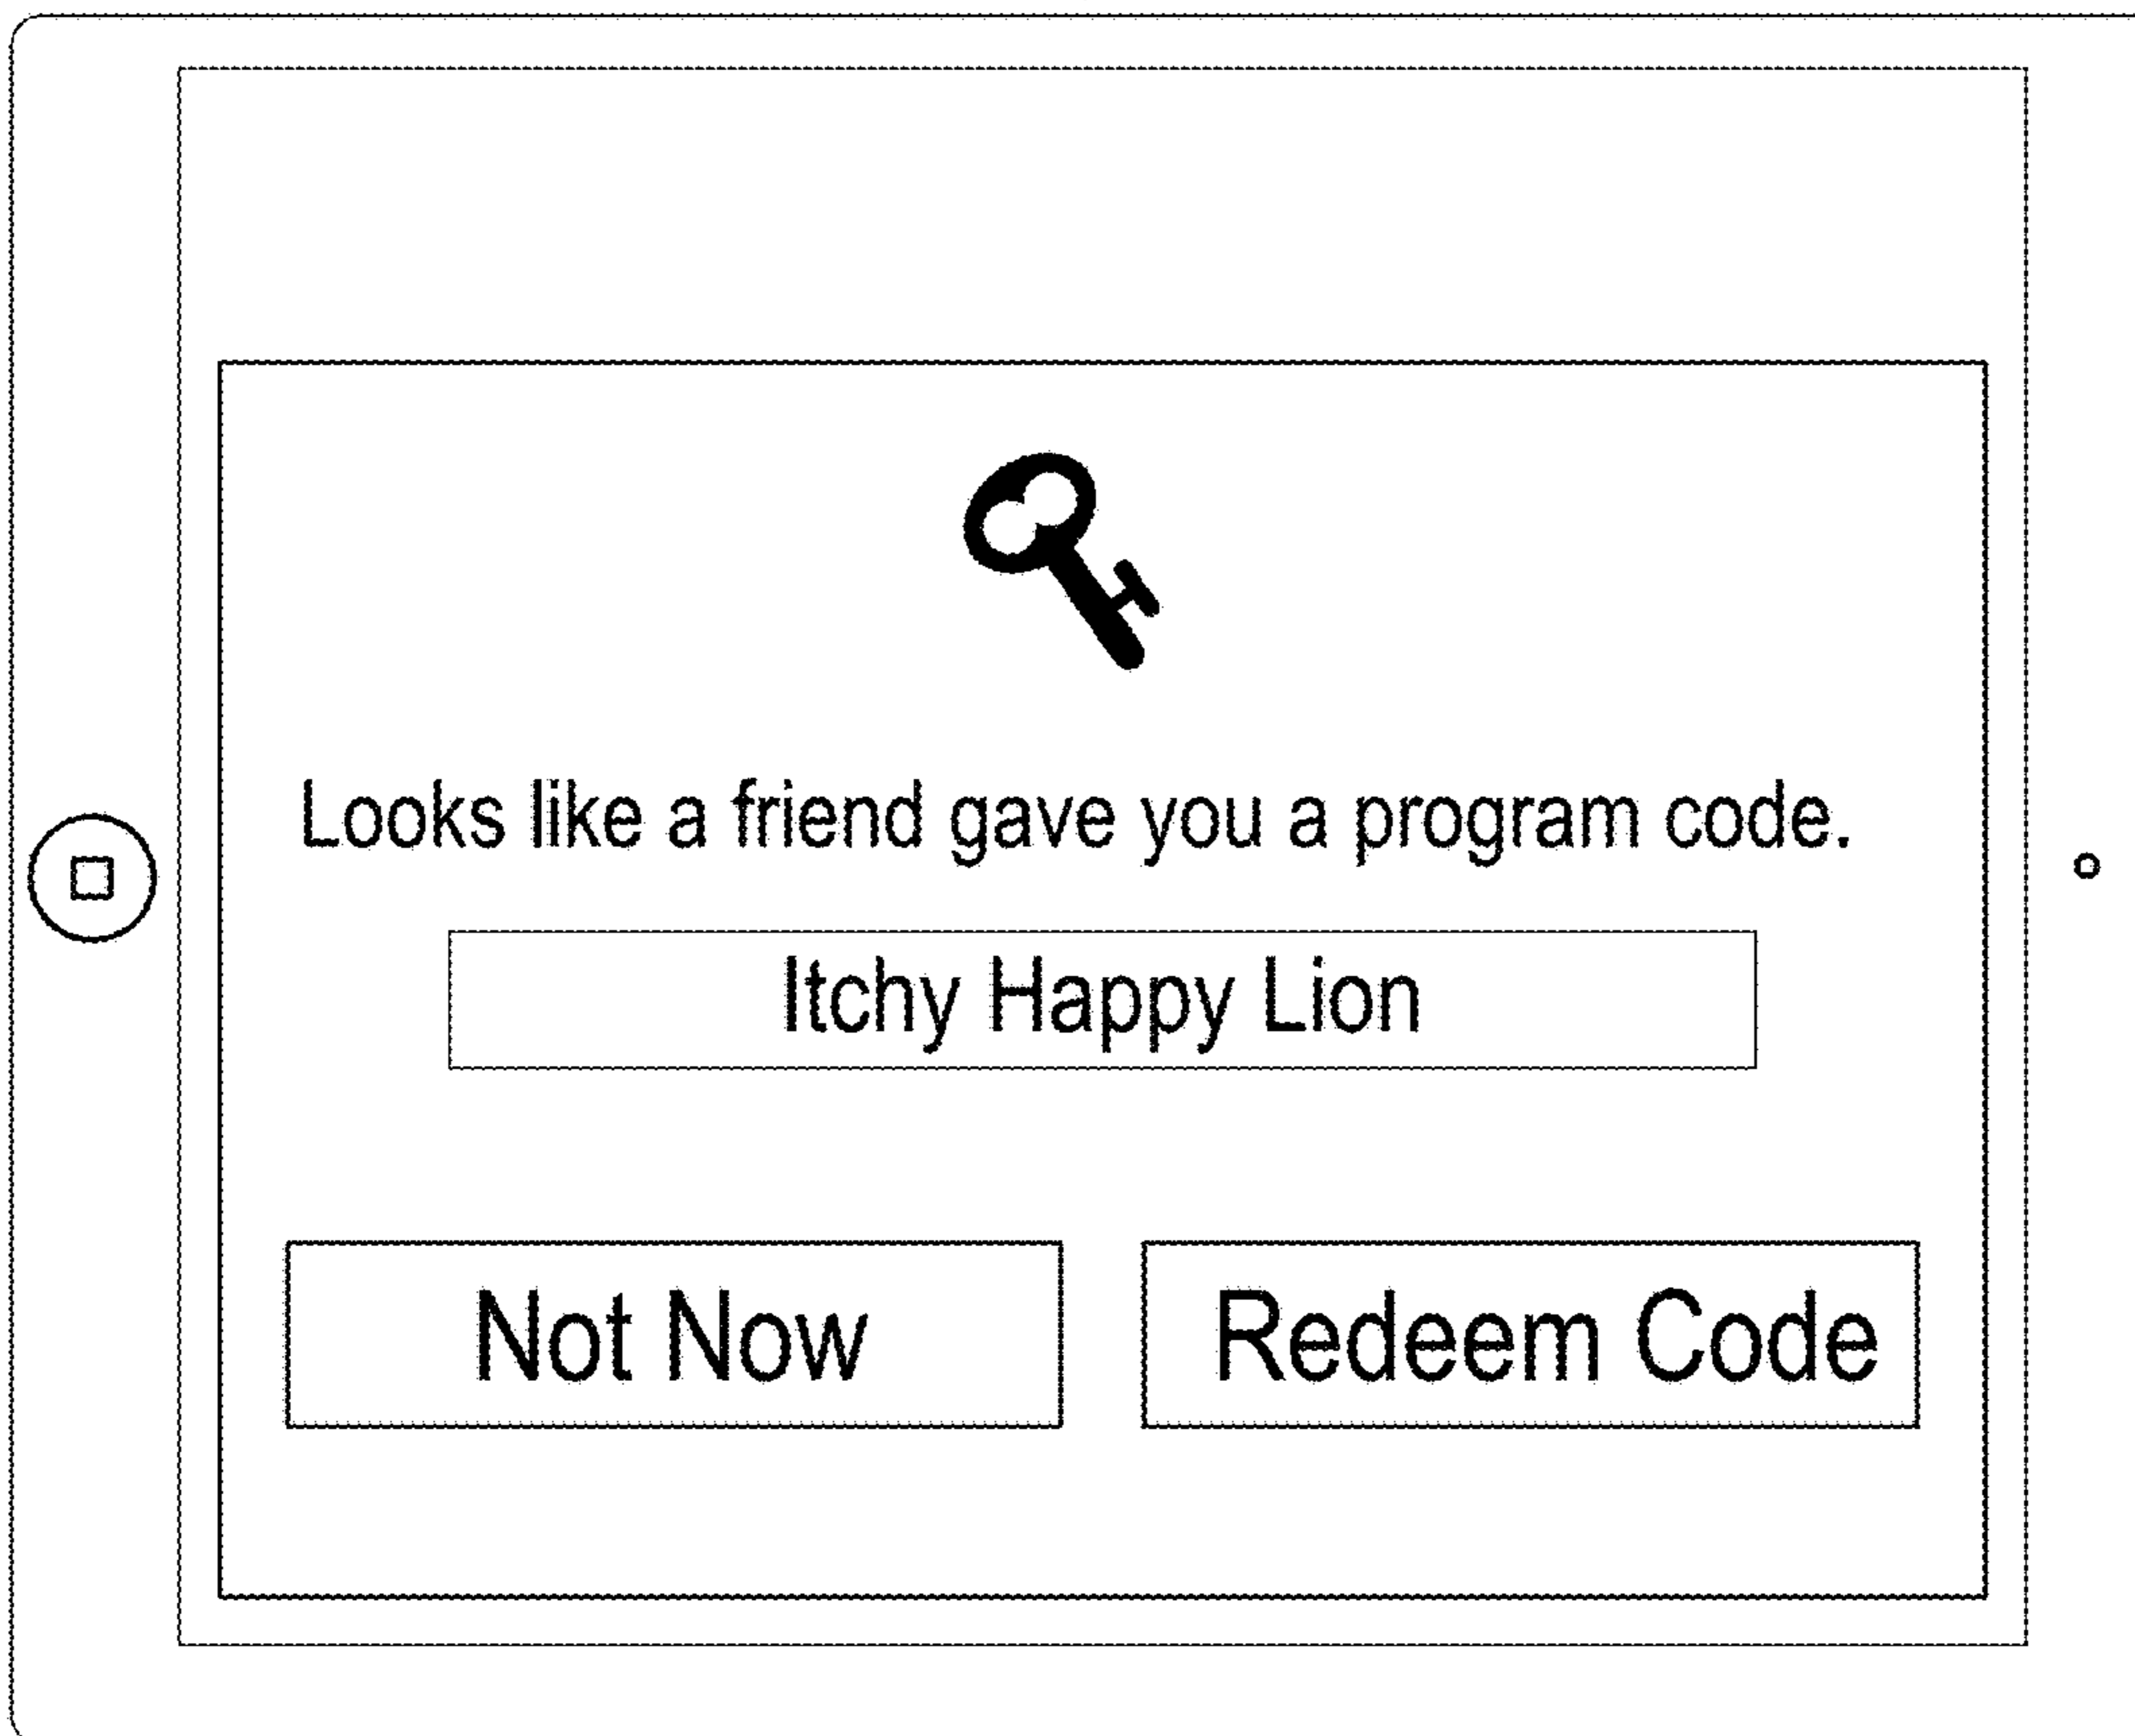 Looks like a friend gave you a program code.
Itchy Happy Lion
Not Now
Redeem Code